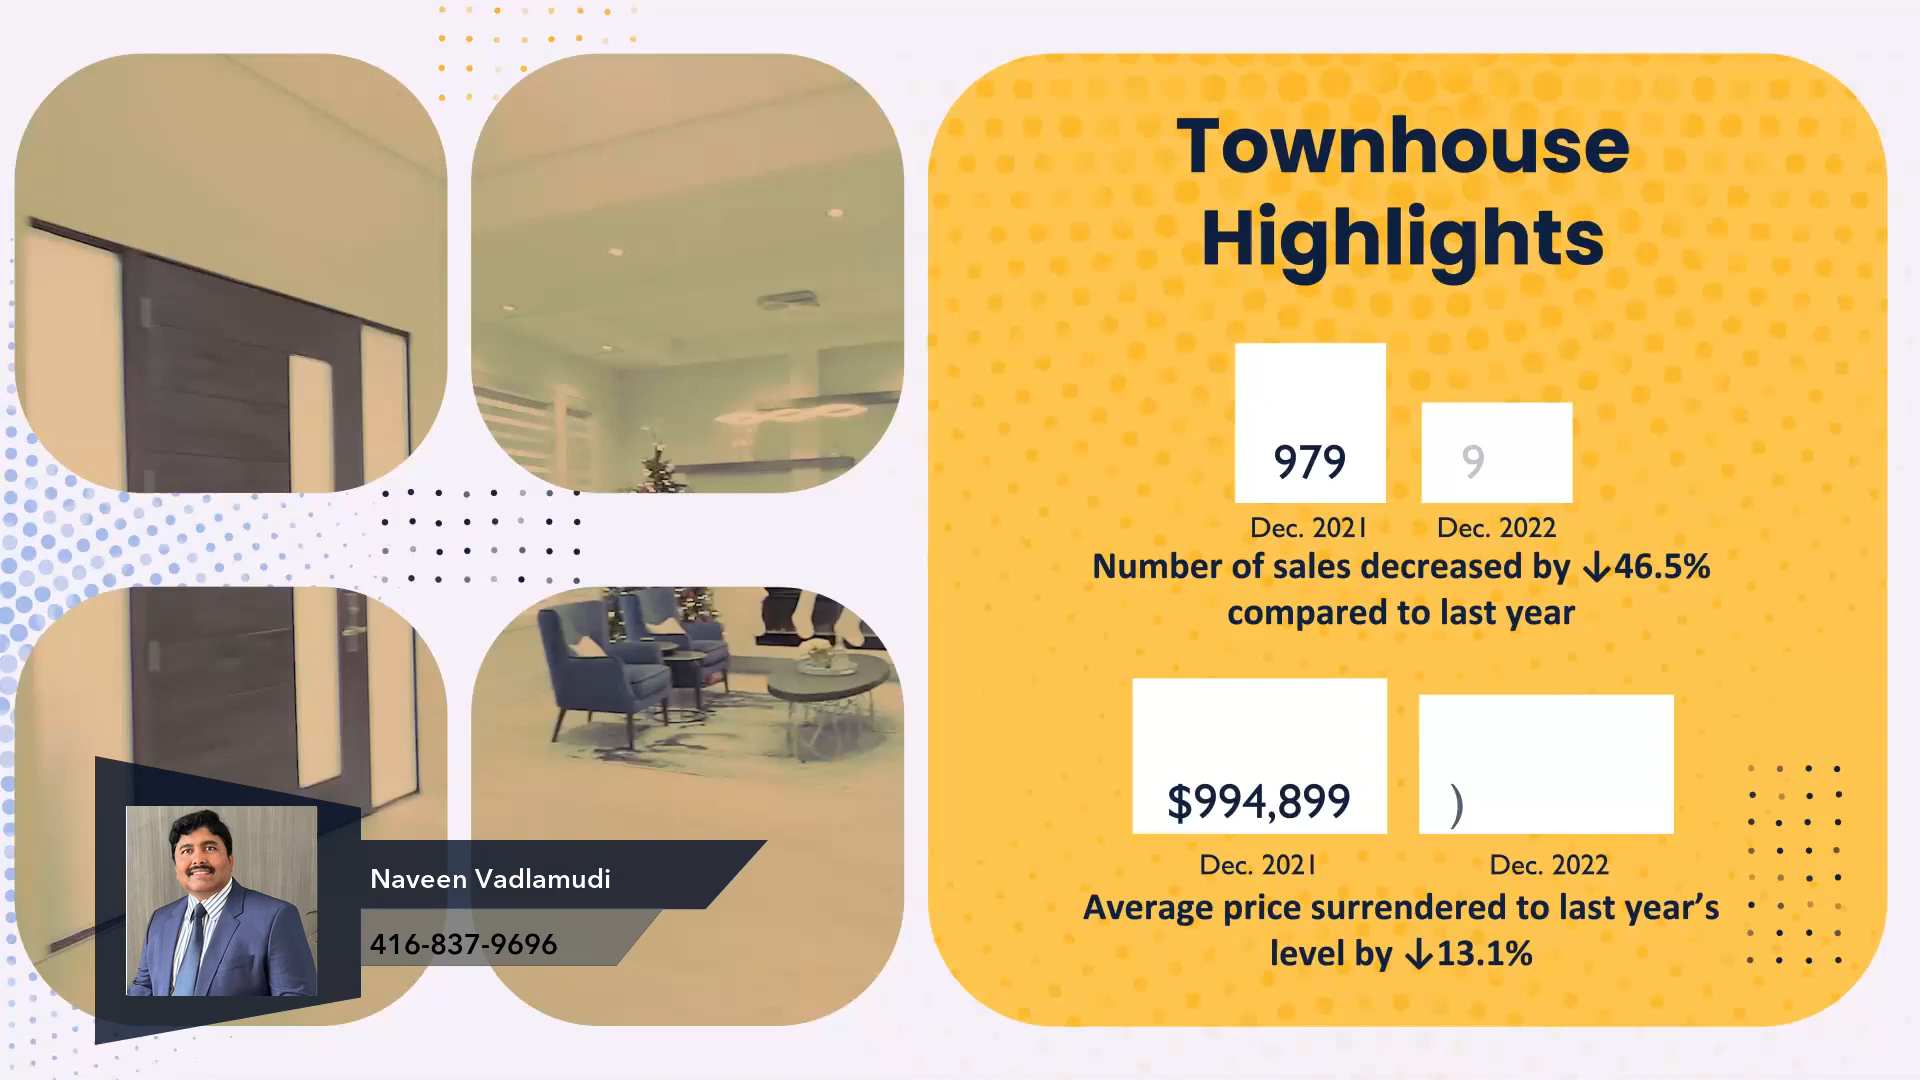 Townhouse
Highlights
979
9
Dec. 2021
Dec. 2022
Number of sales decreased by ↓46.5%
compared to last year
$994,899
)
Dec. 2021
Dec. 2022
Average price surrendered to last year’s
level by ↓13.1%
Naveen Vadlamudi
416-837-9696